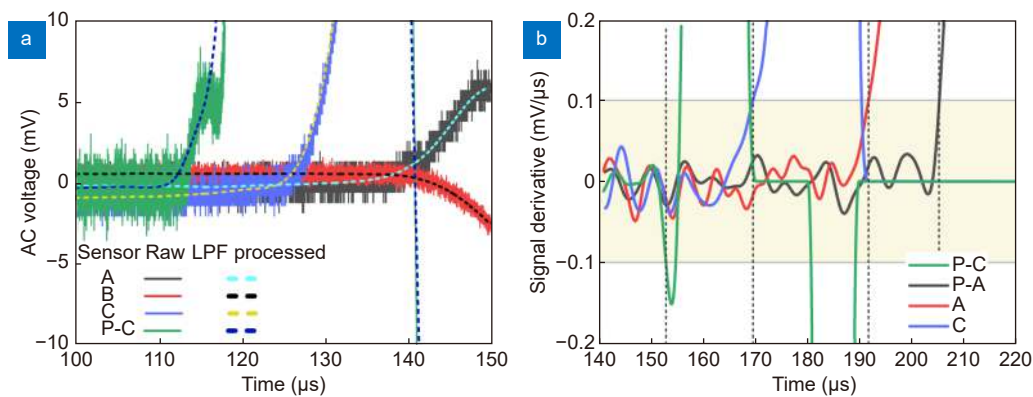 a
AC voltage (mV)
10
5
0
−5
−10
100
110
120
130
140
150
Time (μs)
Sensor Raw LPF processed
A
B
C
P-C
b
Signal derivative (mV/μs)
0.2
0.1
0
−0.1
−0.2
140
150
160
170
180
190
200
210
220
Time (μs)
P-C
P-A
A
C